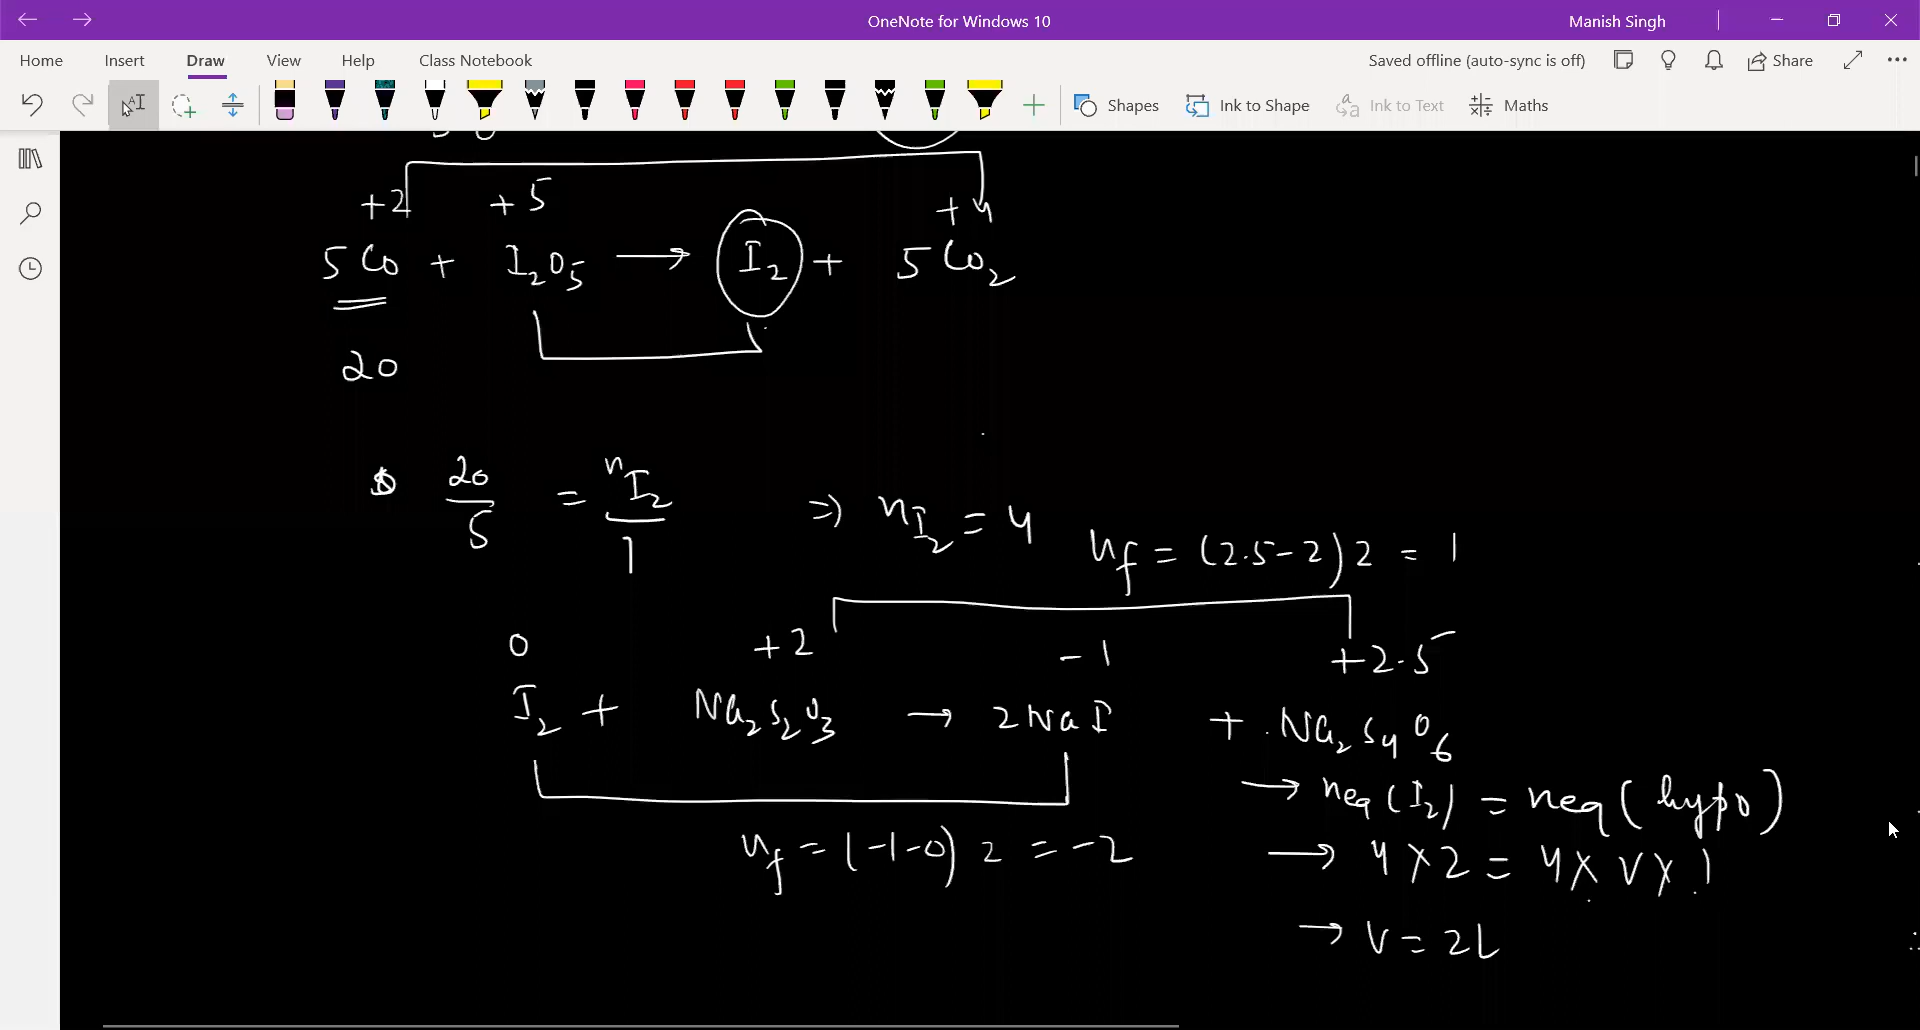 OneNote for Windows 10
Manish Singh
Home Insert Draw View Help Class Notebook
Saved offline (auto-sync is off) Share
Shapes Ink to Shape Ink to Text Maths
+2 +5 +4
5 CO + I₂O₅ → I₂ + 5 CO₂
20
20/5 = nI₂/1 ⇒ nI₂ = 4
nf = (2.5-2) 2 = 1
0 +2 -1 +2.5
I₂ + Na₂S₂O₃ → 2NaI + Na₂S₄O₆
→ neq (I₂) = neq (hypo)
nf = (-1-0) 2 = -2
→ 4 × 2 = 4 × V × 1
→ V = 2L